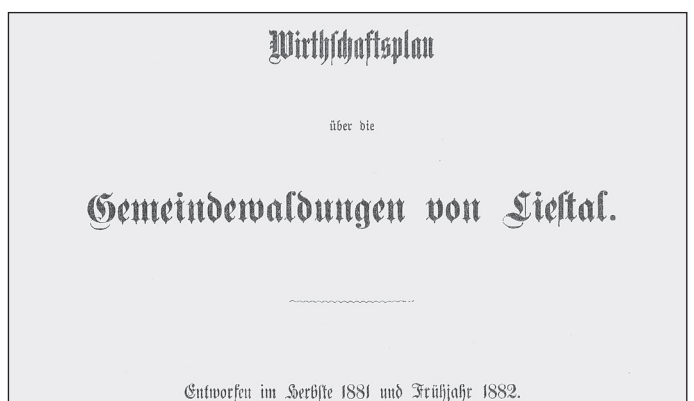 Wirthschaftsplan
über die
Gemeindewaldungen von Liestal.
Entworfen im Herbste 1881 und Frühjahr 1882.